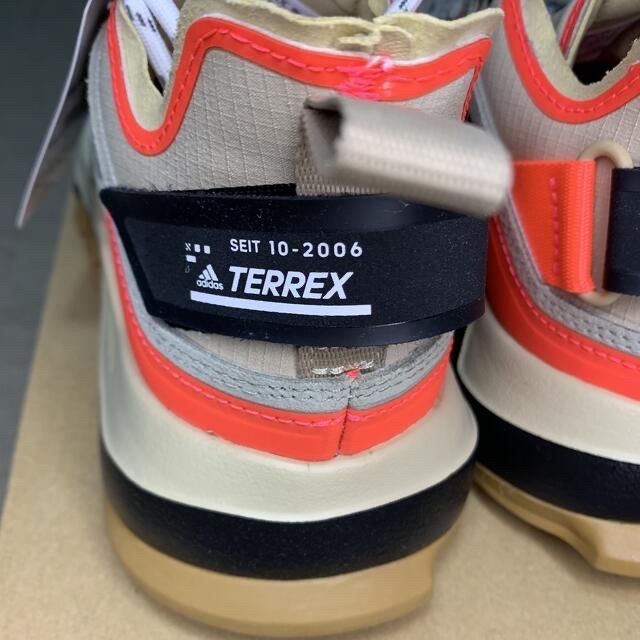 SEIT 10-2006
adidas
TERREX